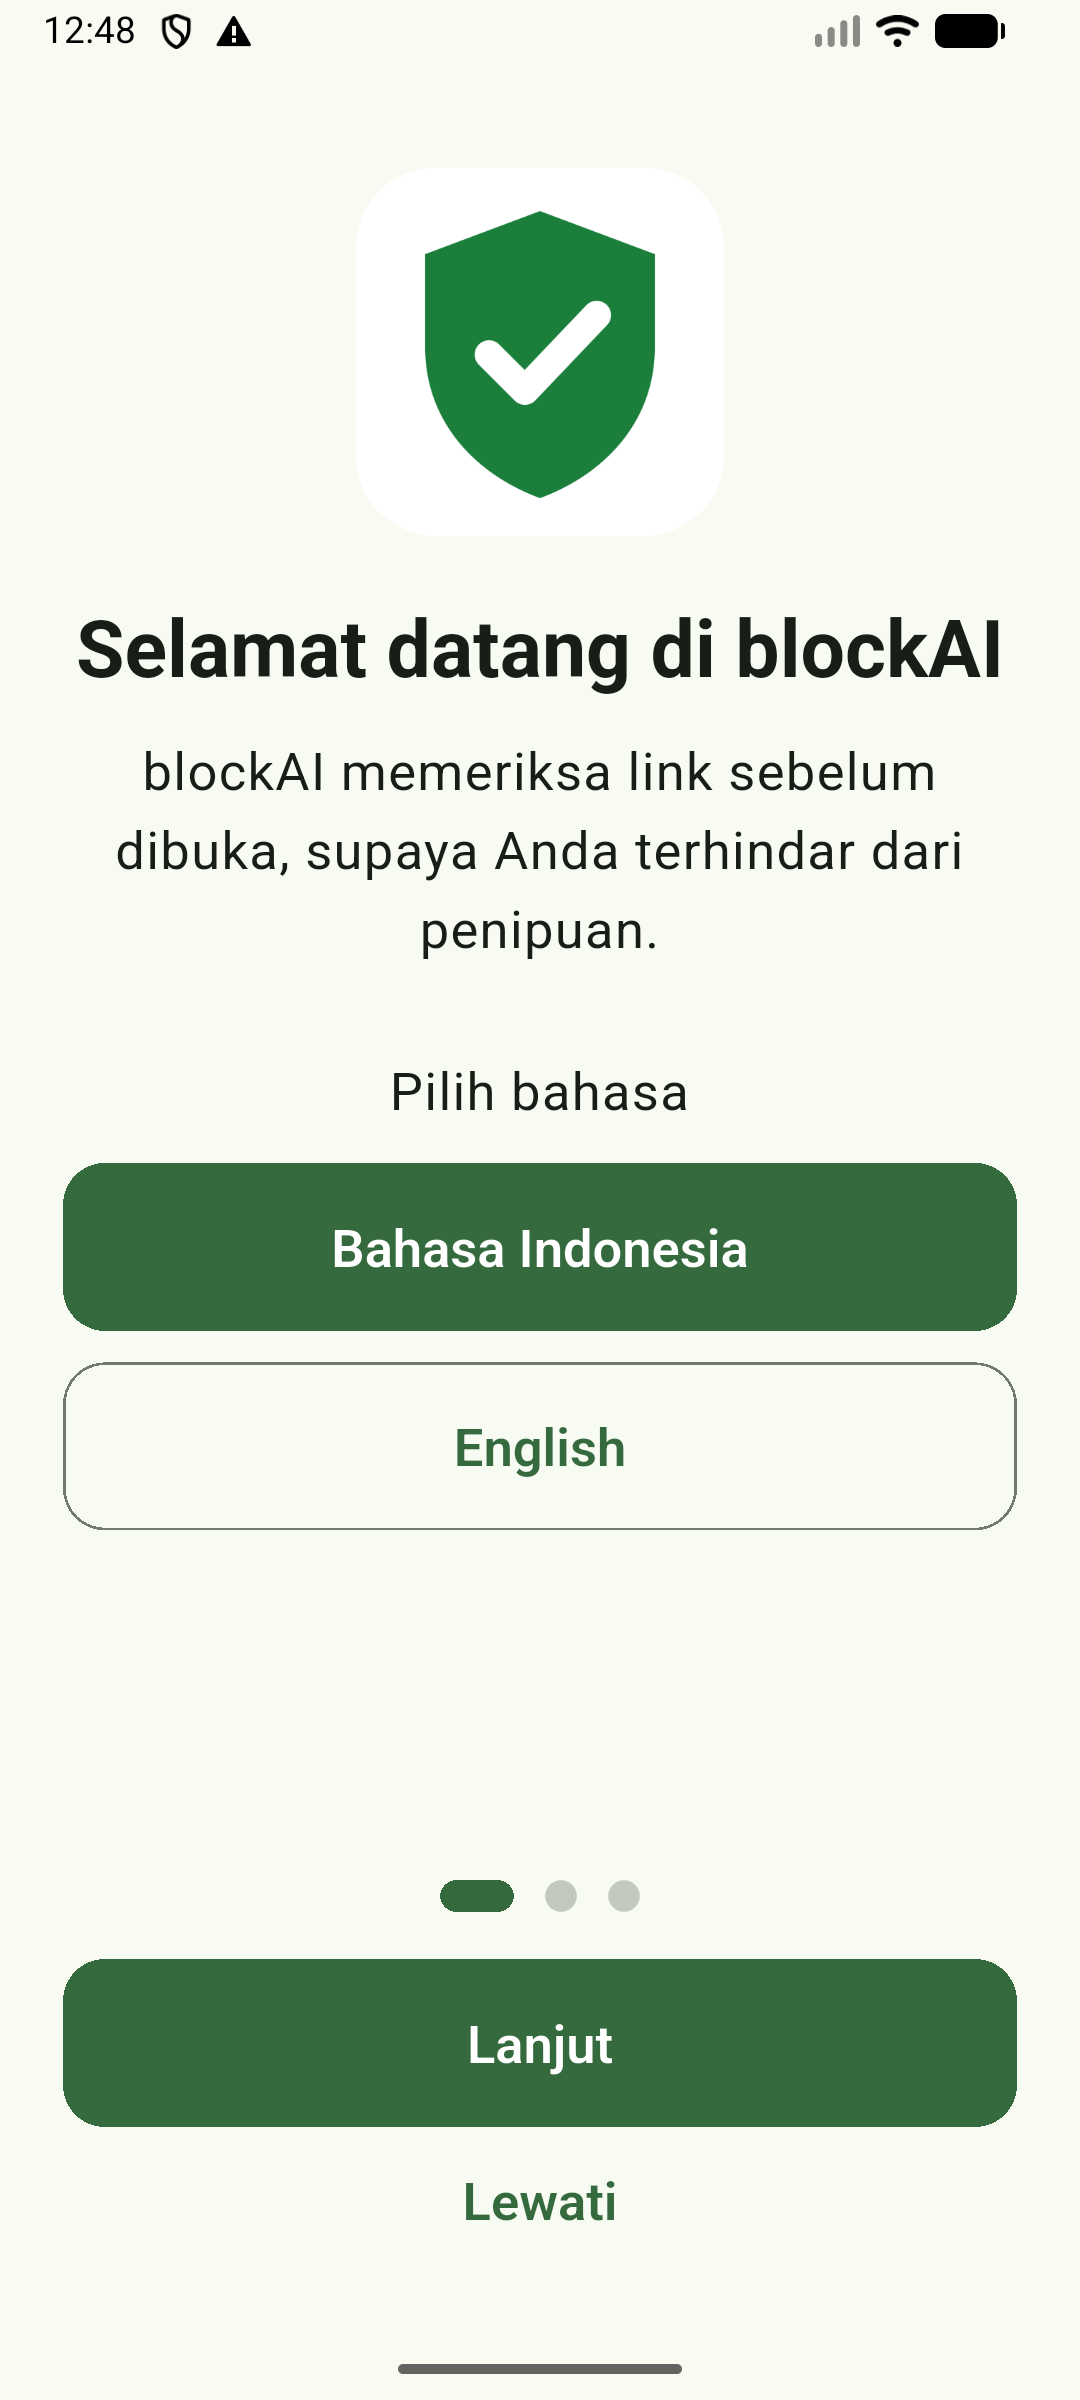 12:48
Selamat datang di blockAI
blockAI memeriksa link sebelum
dibuka, supaya Anda terhindar dari
penipuan.
Pilih bahasa
Bahasa Indonesia
English
Lanjut
Lewati